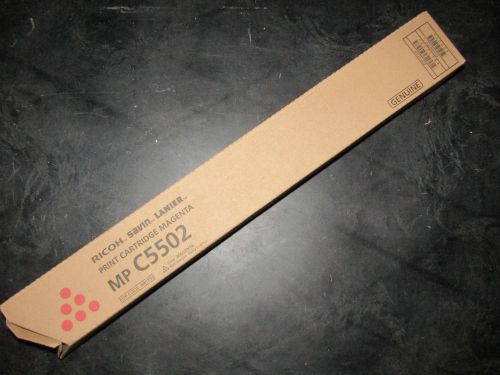 RICOH savin LANIER
PRINT CARTRIDGE MAGENTA
MP C5502
GENUINE